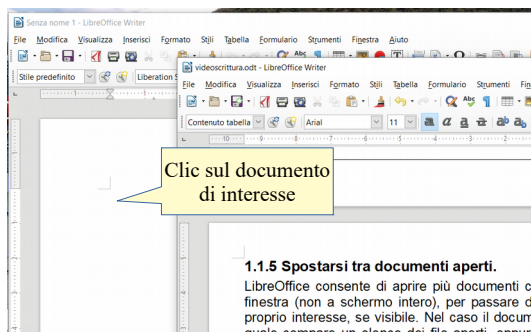 Senza nome 1 - LibreOffice Writer
File Modifica Visualizza Inserisci Formato Stili Tabella Formulario Strumenti Finestra Aiuto
Stile predefinito Liberation S
videoscrittura.odt - LibreOffice Writer
File Modifica Visualizza Inserisci Formato Stili Tabella Formulario Strumenti Fin
Contenuto tabella Arial 11
Clic sul documento
di interesse
1.1.5 Spostarsi tra documenti aperti.
LibreOffice consente di aprire più documenti c
finestra (non a schermo intero), per passare d
proprio interesse, se visibile. Nel caso il docum